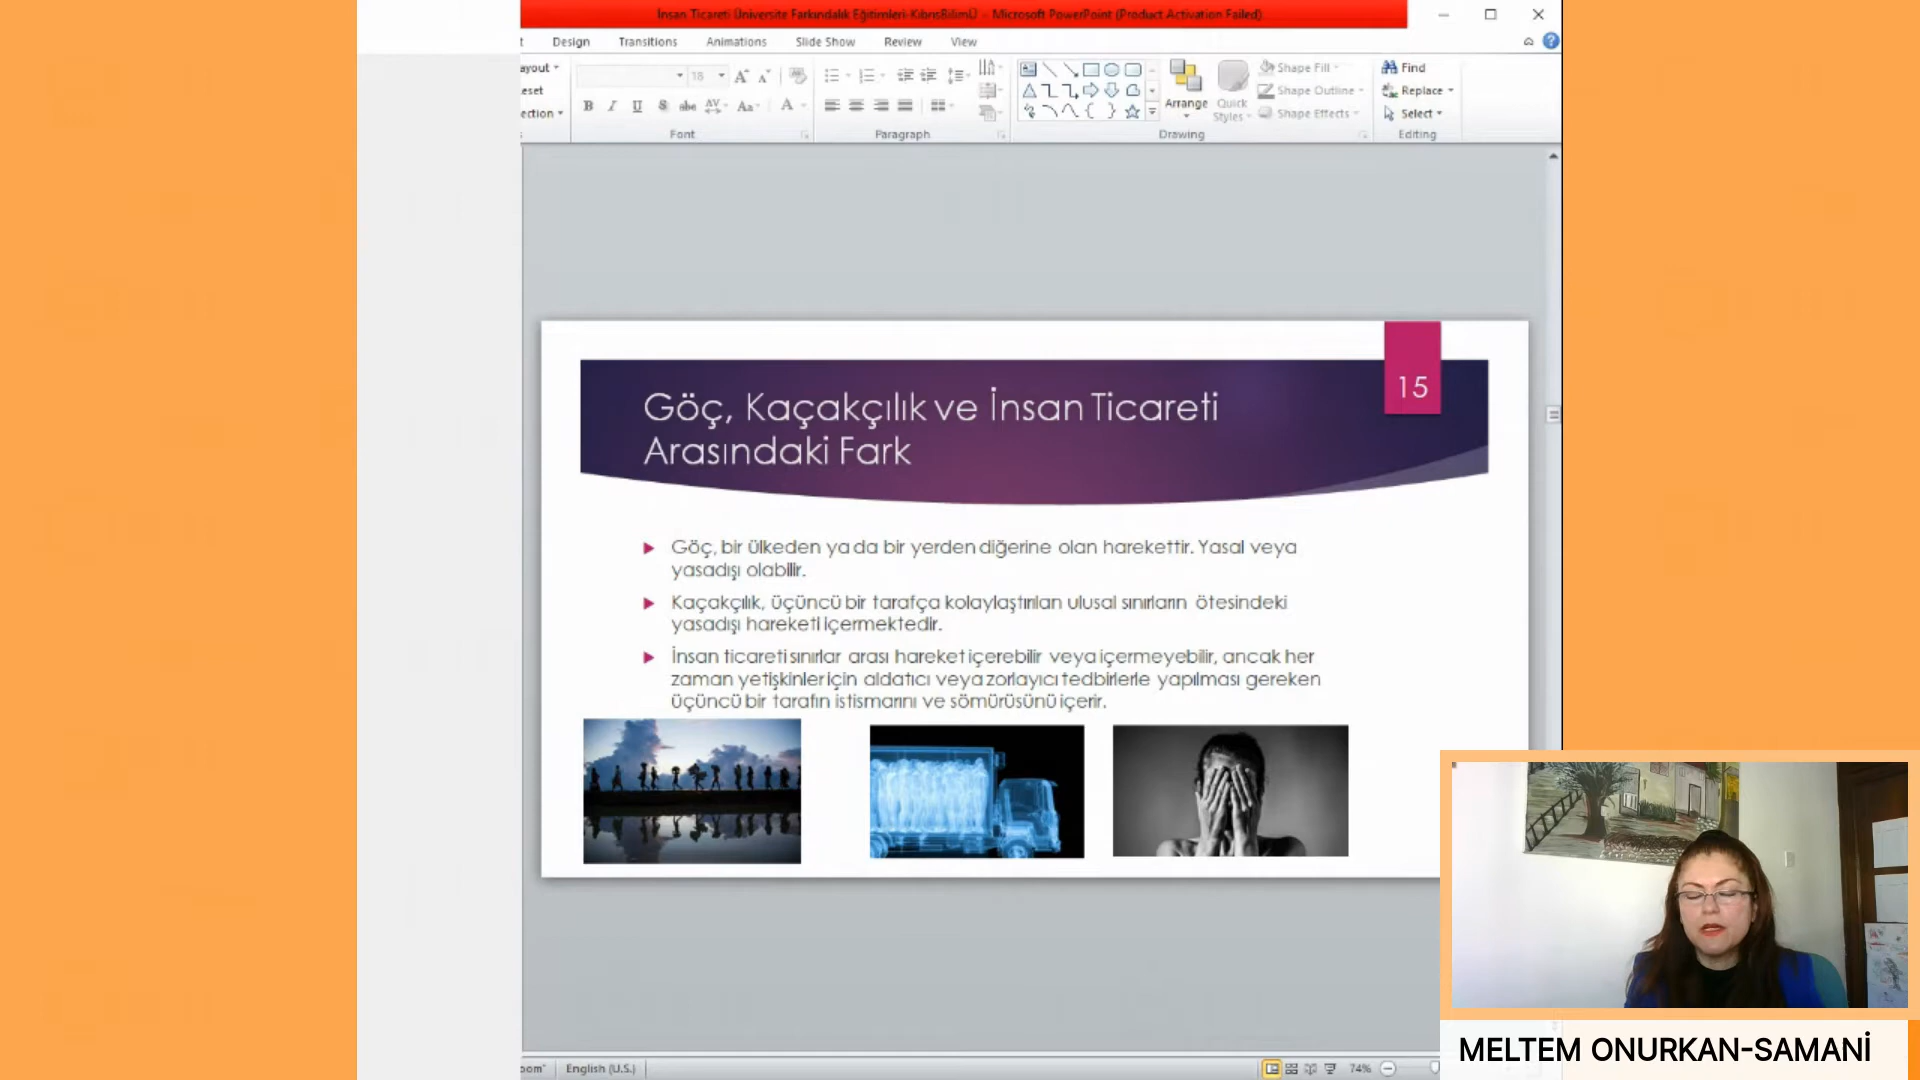 İnsan Ticareti Üniversite Farkındalık Eğitimleri-KıbrısBilimÜ - Microsoft PowerPoint (Product Activation Failed)
t Design Transitions Animations Slide Show Review View
ayout
eset
ection
18
Font
Paragraph
Arrange
Quick Styles
Shape Fill
Shape Outline
Shape Effects
Drawing
Find
Replace
Select
Editing
15
Göç, Kaçakçılık ve İnsan Ticareti
Arasındaki Fark
Göç, bir ülkeden ya da bir yerden diğerine olan harekettir. Yasal veya
yasadışı olabilir.
Kaçakçılık, üçüncü bir tarafça kolaylaştırılan ulusal sınırların ötesindeki
yasadışı hareketi içermektedir.
İnsan ticareti sınırlar arası hareket içerebilir veya içermeyebilir, ancak her
zaman yetişkinler için aldatıcı veya zorlayıcı tedbirlerle yapılması gereken
üçüncü bir tarafın istismarını ve sömürüsünü içerir.
MELTEM ONURKAN-SAMANİ
oom" English (U.S.) 74%